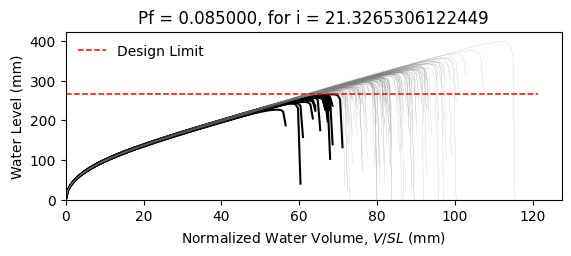 Pf = 0.085000, for i = 21.3265306122449
Water Level (mm)
400
300
200
100
0
Design Limit
0 20 40 60 80 100 120
Normalized Water Volume, V/SL (mm)